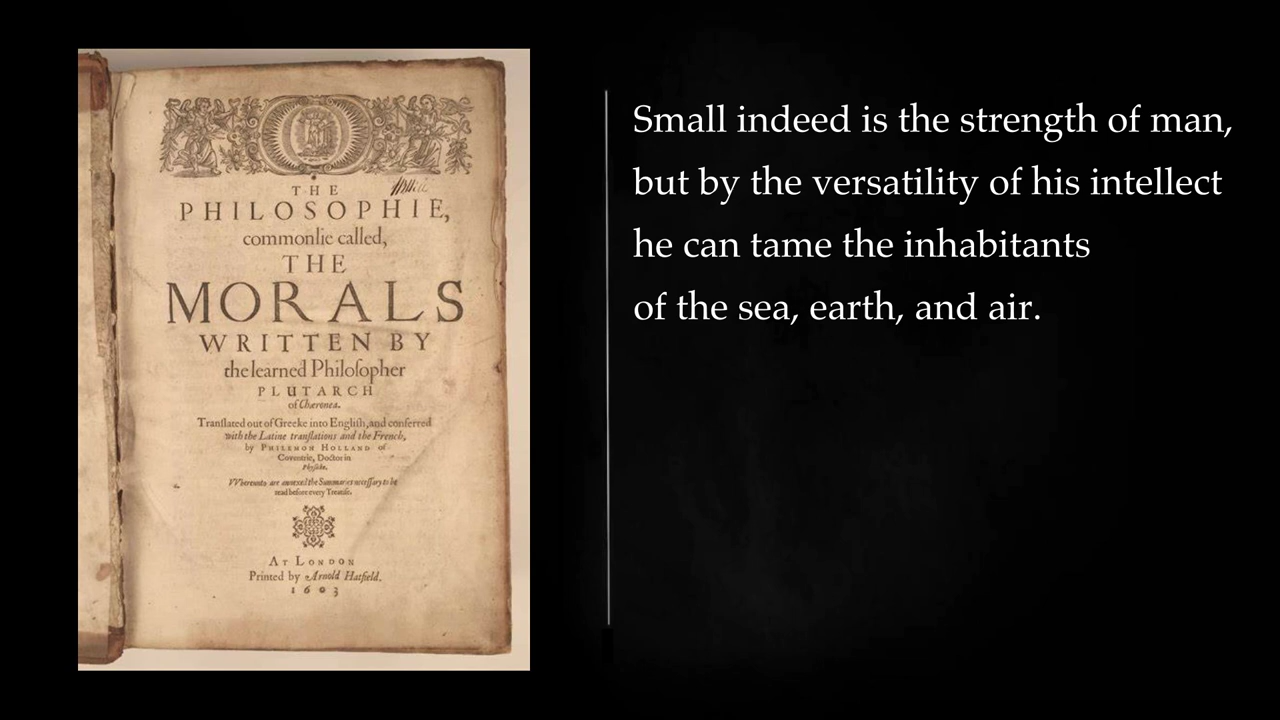 THE
PHILOSOPHIE,
commonlie called,
THE
MORALS
WRITTEN BY
the learned Philoſopher
PLUTARCH
of Chæronea.
Tranſlated out of Greeke into Engliſh, and conferred
with the Latine tranſlations and the French,
by PHILEMON HOLLAND of
Coventrie, Doctor in
Phyſicke.
VVhereunto are annexed the Summaries neceſſary to be
read before every Treatiſe.
AT LONDON
Printed by Arnold Hatfield.
1603
Small indeed is the strength of man,
but by the versatility of his intellect
he can tame the inhabitants
of the sea, earth, and air.